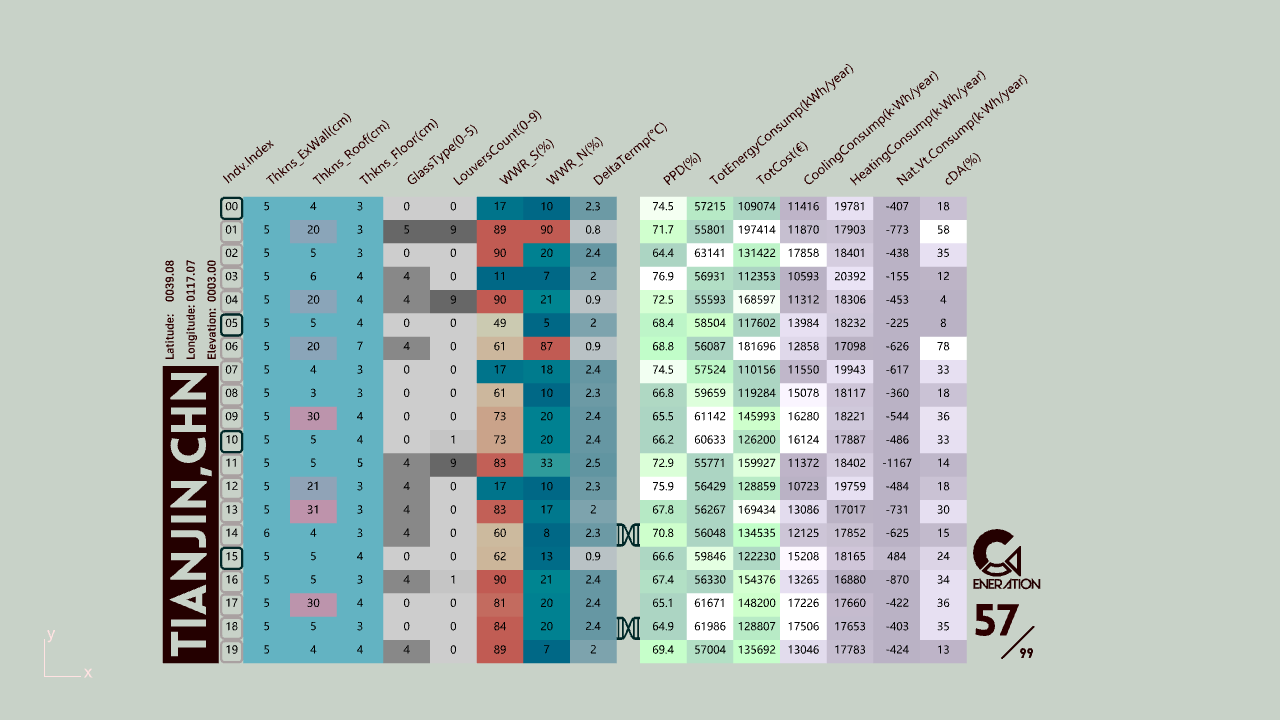 Indv.Index Thkns_ExWall(cm) Thkns_Roof(cm) Thkns_Floor(cm) GlassType(0-5) LouversCount(0-9) WWR_S(%) WWR_N(%) DeltaTermp(°C) PPD(%) TotEnergyConsump(kWh/year) TotCost(€) CoolingConsump(k·Wh/year) HeatingConsump(k·Wh/year) Nat.Vt.Consump(k·Wh/year) cDA(%)
00 5 4 3 0 0 17 10 2.3 74.5 57215 109074 11416 19781 -407 18
01 5 20 3 5 9 89 90 0.8 71.7 55801 197414 11870 17903 -773 58
02 5 5 3 0 0 90 20 2.4 64.4 63141 131422 17858 18401 -438 35
03 5 6 4 4 0 11 7 2 76.9 56931 112353 10593 20392 -155 12
04 5 20 4 4 9 90 21 0.9 72.5 55593 168597 11312 18306 -453 4
05 5 5 4 0 0 49 5 2 68.4 58504 117602 13984 18232 -225 8
06 5 20 7 4 0 61 87 0.9 68.8 56087 181696 12858 17098 -626 78
07 5 4 3 0 0 17 18 2.4 74.5 57524 110156 11550 19943 -617 33
08 5 3 3 0 0 61 10 2.3 66.8 59659 119284 15078 18117 -360 18
09 5 30 4 0 0 73 20 2.4 65.5 61142 145993 16280 18221 -544 36
10 5 5 4 0 1 73 20 2.4 66.2 60633 126200 16124 17887 -486 33
11 5 5 5 4 9 83 33 2.5 72.9 55771 159927 11372 18402 -1167 14
12 5 21 3 4 0 17 10 2.3 75.9 56429 128859 10723 19759 -484 18
13 5 31 3 4 0 83 17 2 67.8 56267 169434 13086 17017 -731 30
14 6 4 3 4 0 60 8 2.3 70.8 56048 134535 12125 17852 -625 15
15 5 5 4 0 0 62 13 0.9 66.6 59846 122230 15208 18165 484 24
16 5 5 3 4 1 90 21 2.4 67.4 56330 154376 13265 16880 -870 34
17 5 30 4 0 0 81 20 2.4 65.1 61671 148200 17226 17660 -422 36
18 5 5 3 0 0 84 20 2.4 64.9 61986 128807 17506 17653 -403 35
19 5 4 4 4 0 89 7 2 69.4 57004 135692 13046 17783 -424 13
Latitude: 0039.08
Longitude: 0117.07
Elevation: 0003.00
TIANJIN,CHN
G
ENERATION
57/99
y
x